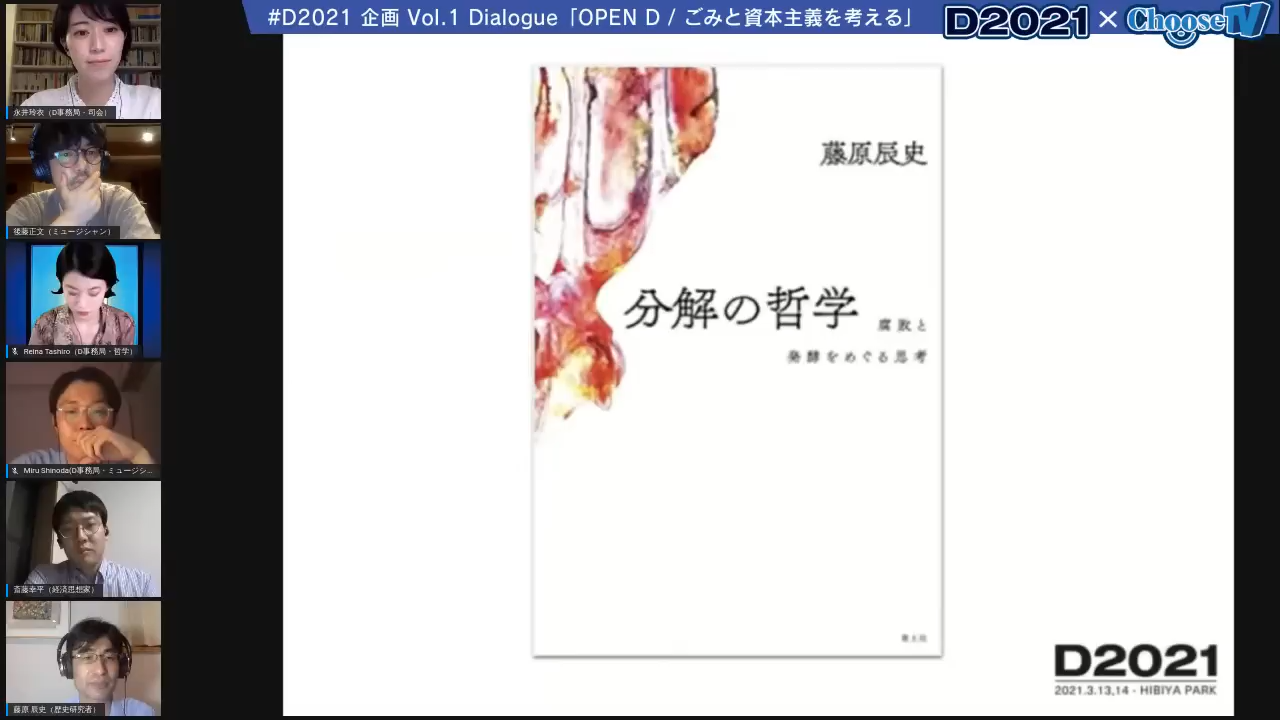 #D2021 企画 Vol.1 Dialogue「OPEN D / ごみと資本主義を考える」
D2021 × ChooseTV
永井玲衣（D事務局・司会）
後藤正文（ミュージシャン）
Reina Tashiro（D事務局・哲学）
Miru Shinoda(D事務局・ミュージシ...
斎藤幸平（経済思想家）
藤原 辰史（歴史研究者）
藤原辰史
分解の哲学
腐敗と
発酵をめぐる思考
青土社
D2021
2021.3.13,14 - HIBIYA PARK